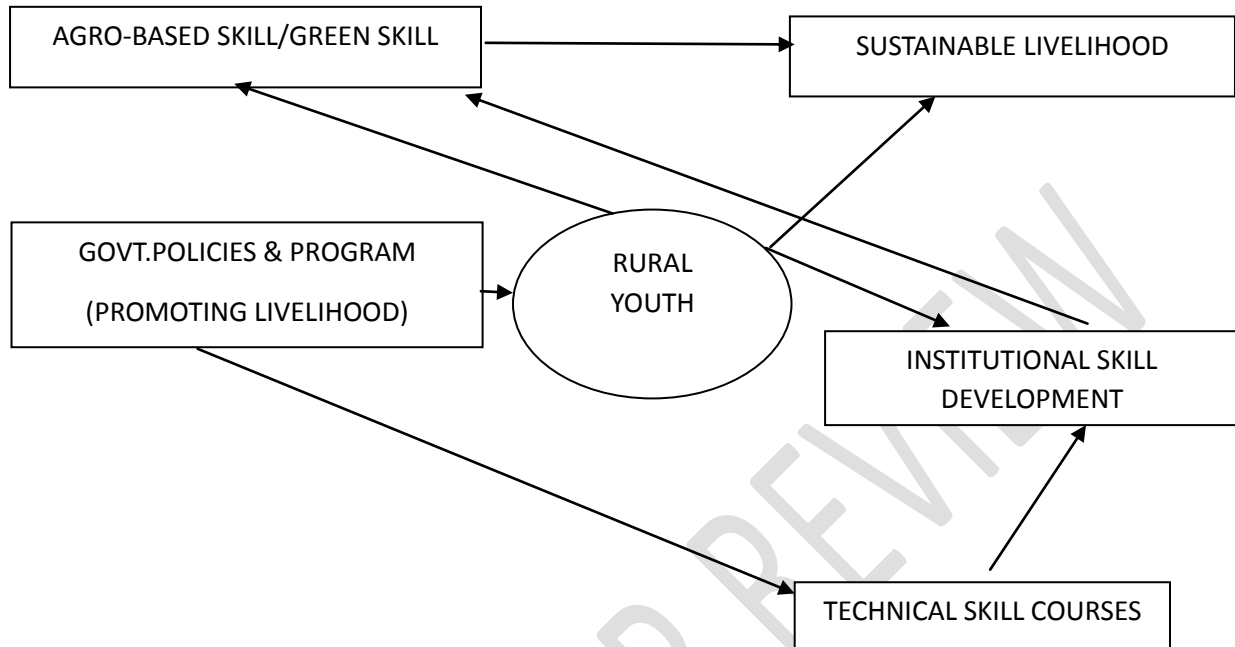 AGRO-BASED SKILL/GREEN SKILL
SUSTAINABLE LIVELIHOOD
GOVT.POLICIES & PROGRAM
(PROMOTING LIVELIHOOD)
RURAL
YOUTH
INSTITUTIONAL SKILL
DEVELOPMENT
TECHNICAL SKILL COURSES
R REVIEW